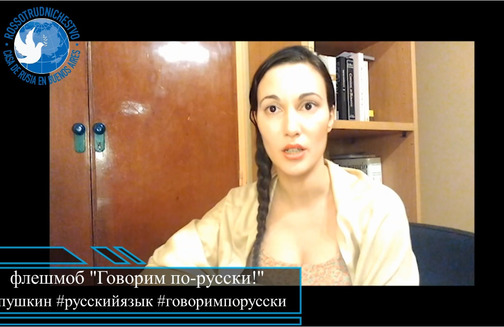 ROSSOTRUDNICHESTVO
CASA DE RUSIA EN BUENOS AIRES
флешмоб "Говорим по-русски!"
пушкин #русскийязык #говоримпорусски